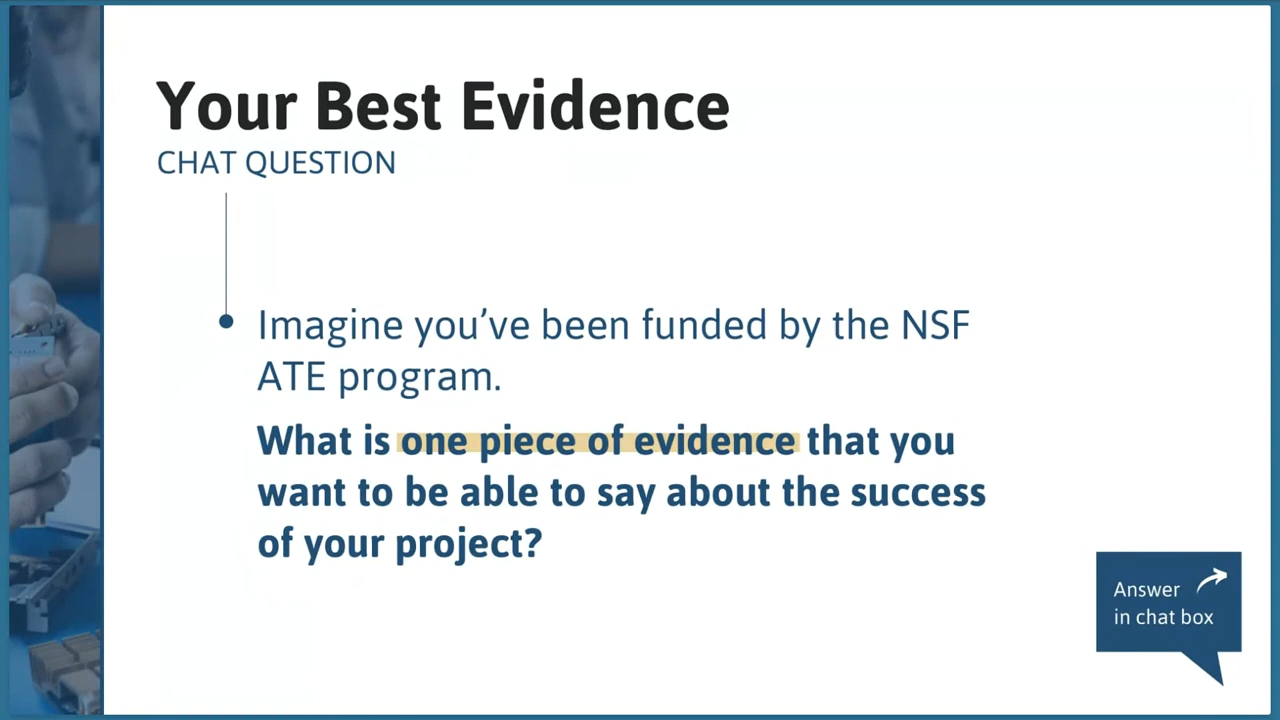 Your Best Evidence
CHAT QUESTION
Imagine you’ve been funded by the NSF
ATE program.
What is one piece of evidence that you
want to be able to say about the success
of your project?
Answer
in chat box